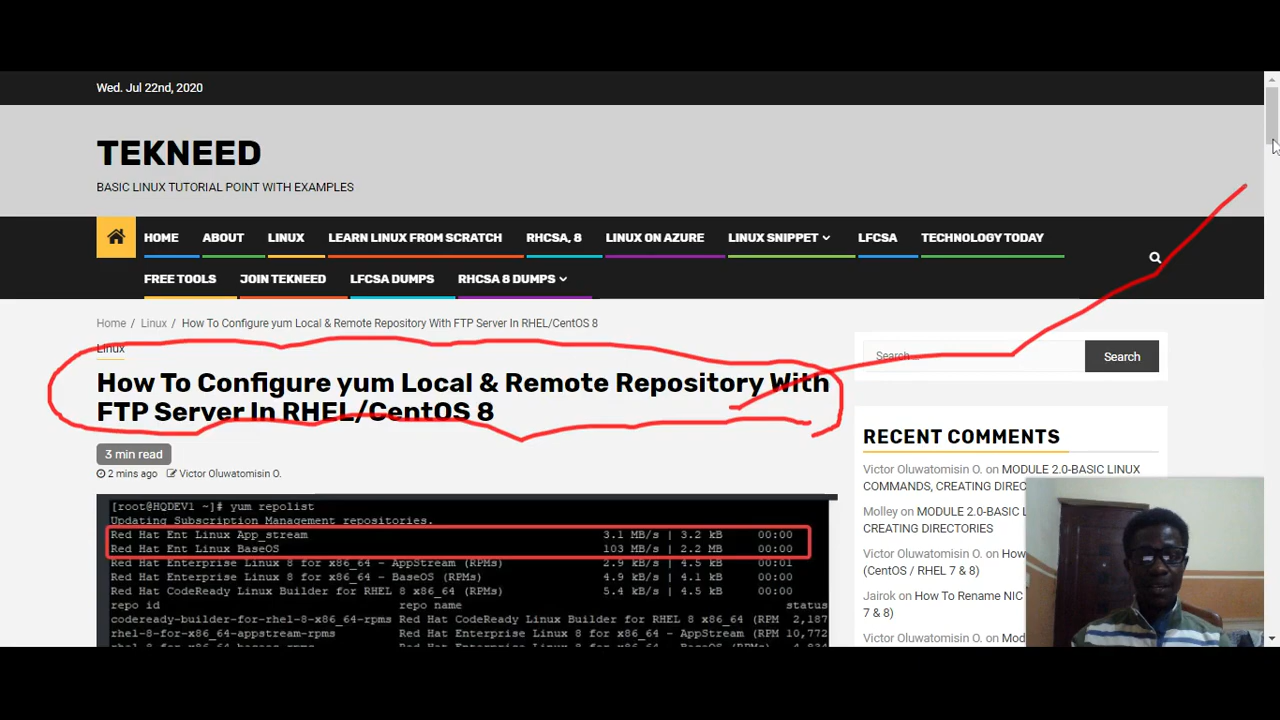 Wed. Jul 22nd, 2020
TEKNEED
BASIC LINUX TUTORIAL POINT WITH EXAMPLES
HOME ABOUT LINUX LEARN LINUX FROM SCRATCH RHCSA, 8 LINUX ON AZURE LINUX SNIPPET LFCSA TECHNOLOGY TODAY
FREE TOOLS JOIN TEKNEED LFCSA DUMPS RHCSA 8 DUMPS
Home / Linux / How To Configure yum Local & Remote Repository With FTP Server In RHEL/CentOS 8
Linux
How To Configure yum Local & Remote Repository With
FTP Server In RHEL/CentOS 8
3 min read
2 mins ago Victor Oluwatomisin O.
[root@HQDEV1 ~]# yum repolist
Updating Subscription Management repositories.
Red Hat Ent Linux App_stream 3.1 MB/s | 3.2 kB 00:00
Red Hat Ent Linux BaseOS 103 MB/s | 2.2 MB 00:00
Red Hat Enterprise Linux 8 for x86_64 - AppStream (RPMs) 2.9 kB/s | 4.5 kB 00:01
Red Hat Enterprise Linux 8 for x86_64 - BaseOS (RPMs) 4.9 kB/s | 4.1 kB 00:00
Red Hat CodeReady Linux Builder for RHEL 8 x86_64 (RPMs) 5.4 kB/s | 4.5 kB 00:00
repo id repo name status
codeready-builder-for-rhel-8-x86_64-rpms Red Hat CodeReady Linux Builder for RHEL 8 x86_64 (RPM 2,187
rhel-8-for-x86_64-appstream-rpms Red Hat Enterprise Linux 8 for x86_64 - AppStream (RPM 10,772
Search ...
Search
RECENT COMMENTS
Victor Oluwatomisin O. on MODULE 2.0-BASIC LINUX
COMMANDS, CREATING DIREC
Molley on MODULE 2.0-BASIC L
CREATING DIRECTORIES
Victor Oluwatomisin O. on How
(CentOS / RHEL 7 & 8)
Jairok on How To Rename NIC
7 & 8)
Victor Oluwatomisin O. on Mod